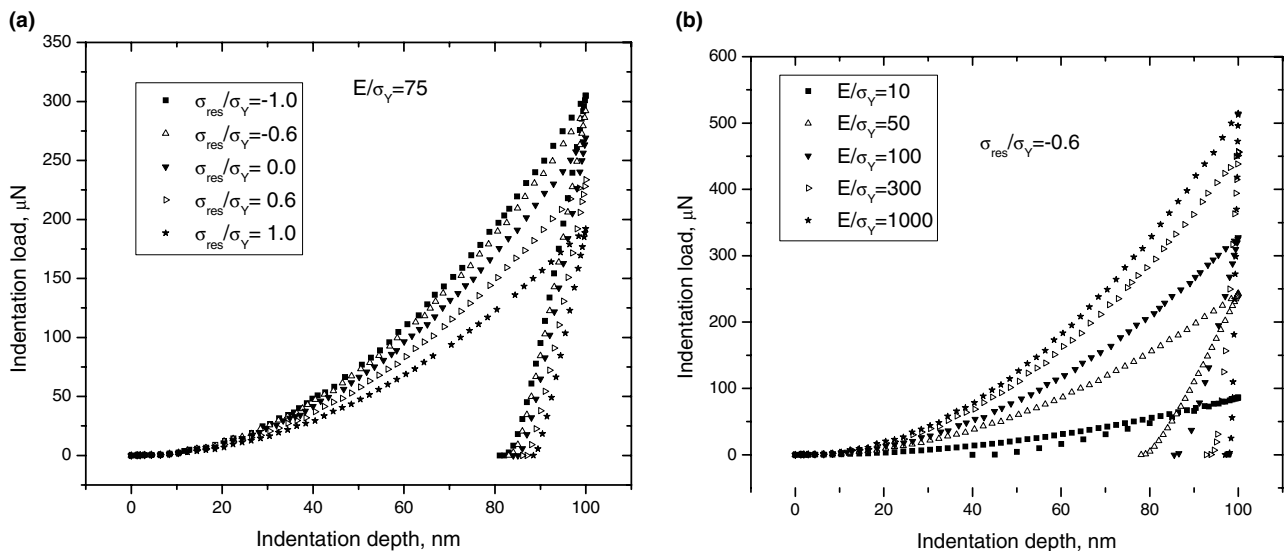 (a)
350
300
250
200
150
100
50
0
Indentation load, μN
σres/σY=-1.0
σres/σY=-0.6
σres/σY=0.0
σres/σY= 0.6
σres/σY= 1.0
E/σY=75
0 20 40 60 80 100
Indentation depth, nm
(b)
600
500
400
300
200
100
0
Indentation load, μN
E/σY=10
E/σY=50
E/σY=100
E/σY=300
E/σY=1000
σres/σY=-0.6
0 20 40 60 80 100
Indentation depth, nm